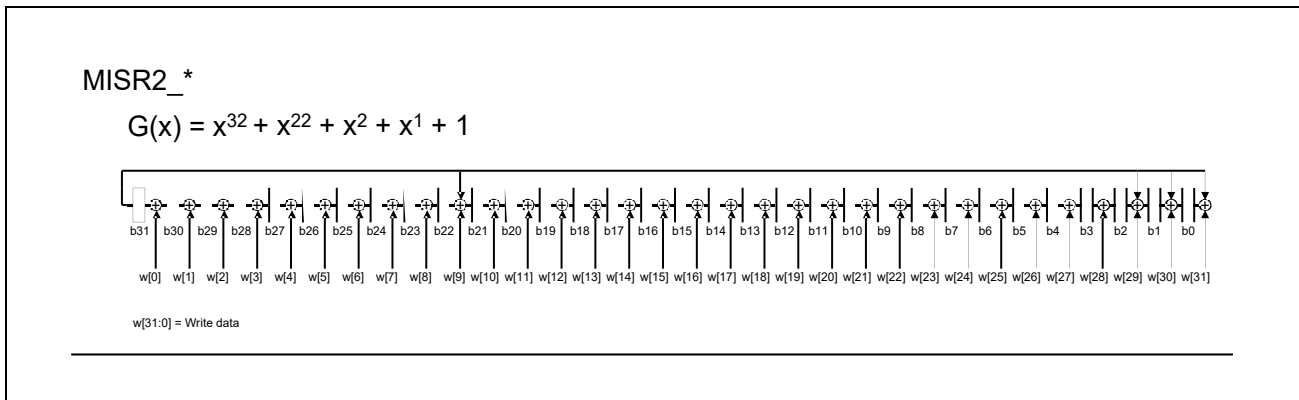 MISR2_*
G(x) = x³² + x²² + x² + x¹ + 1
b31 b30 b29 b28 b27 b26 b25 b24 b23 b22 b21 b20 b19 b18 b17 b16 b15 b14 b13 b12 b11 b10 b9 b8 b7 b6 b5 b4 b3 b2 b1 b0
w[0] w[1] w[2] w[3] w[4] w[5] w[6] w[7] w[8] w[9] w[10] w[11] w[12] w[13] w[14] w[15] w[16] w[17] w[18] w[19] w[20] w[21] w[22] w[23] w[24] w[25] w[26] w[27] w[28] w[29] w[30] w[31]
w[31:0] = Write data